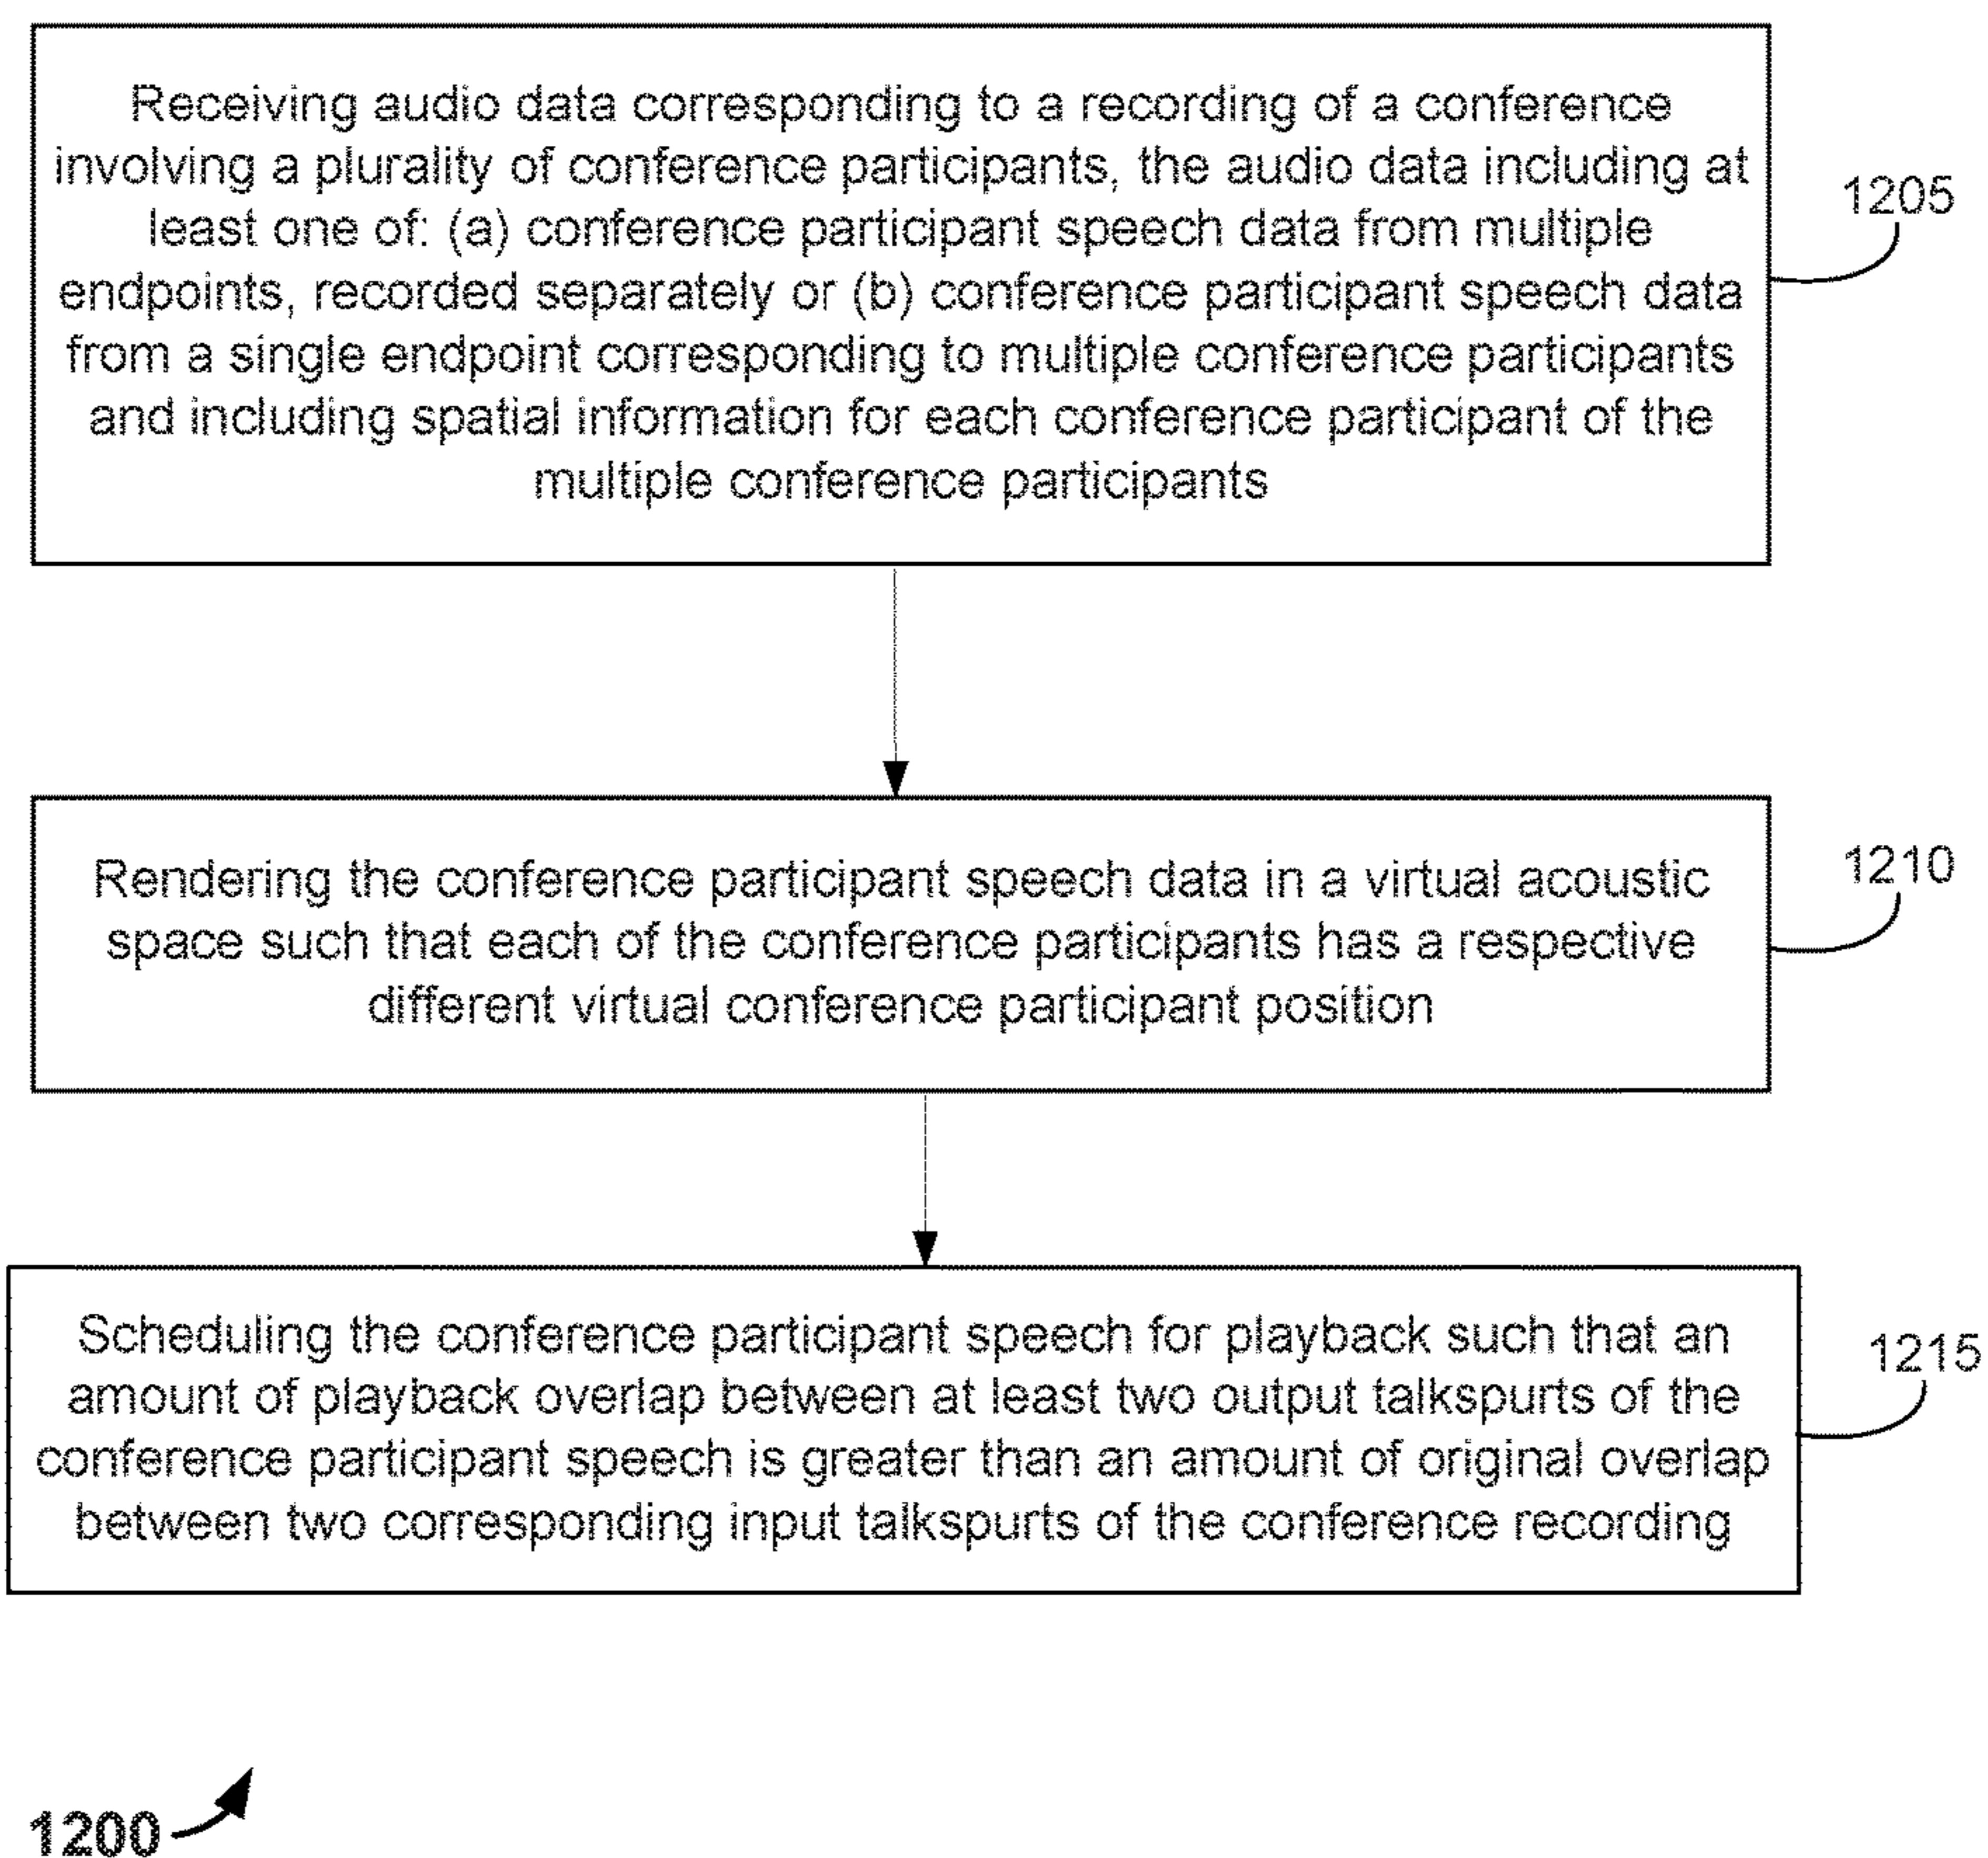 Receiving audio data corresponding to a recording of a conference
involving a plurality of conference participants, the audio data including at
least one of: (a) conference participant speech data from multiple
endpoints, recorded separately or (b) conference participant speech data
from a single endpoint corresponding to multiple conference participants
and including spatial information for each conference participant of the
multiple conference participants
1205
Rendering the conference participant speech data in a virtual acoustic
space such that each of the conference participants has a respective
different virtual conference participant position
1210
Scheduling the conference participant speech for playback such that an
amount of playback overlap between at least two output talkspurts of the
conference participant speech is greater than an amount of original overlap
between two corresponding input talkspurts of the conference recording
1215
1200